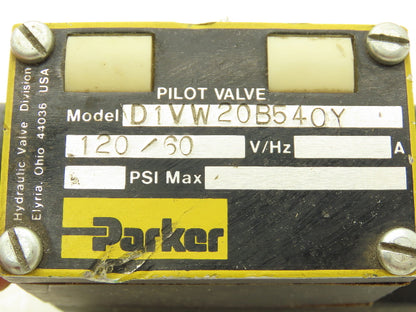 PILOT VALVE
Model D1VW20B540Y
120/60 V/Hz A
PSI Max
Parker
Hydraulic Valve Division
Elyria, Ohio 44036 USA